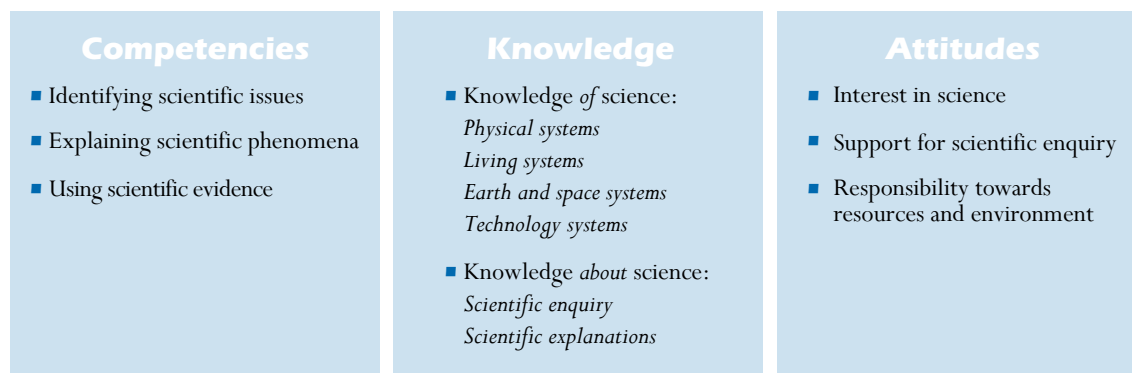 Competencies
Identifying scientific issues
Explaining scientific phenomena
Using scientific evidence
Knowledge
Knowledge of science:
Physical systems
Living systems
Earth and space systems
Technology systems
Knowledge about science:
Scientific enquiry
Scientific explanations
Attitudes
Interest in science
Support for scientific enquiry
Responsibility towards
resources and environment